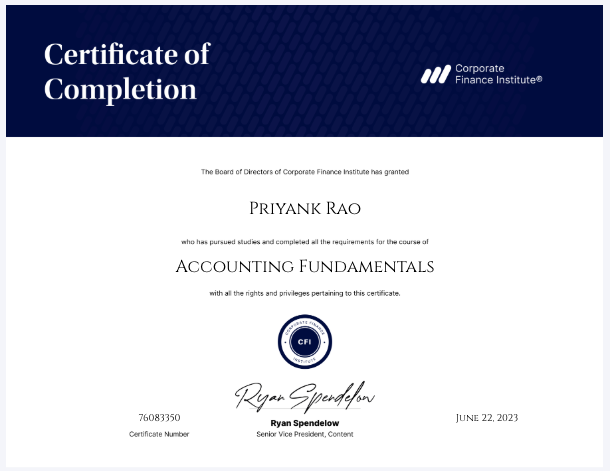 Certificate of
Completion
Corporate
Finance Institute®
The Board of Directors of Corporate Finance Institute has granted
Priyank Rao
who has pursued studies and completed all the requirements for the course of
Accounting Fundamentals
with all the rights and privileges pertaining to this certificate.
CORPORATE FINANCE
CFI
INSTITUTE
Ryan Spendelow
76083350
Certificate Number
Ryan Spendelow
Senior Vice President, Content
June 22, 2023